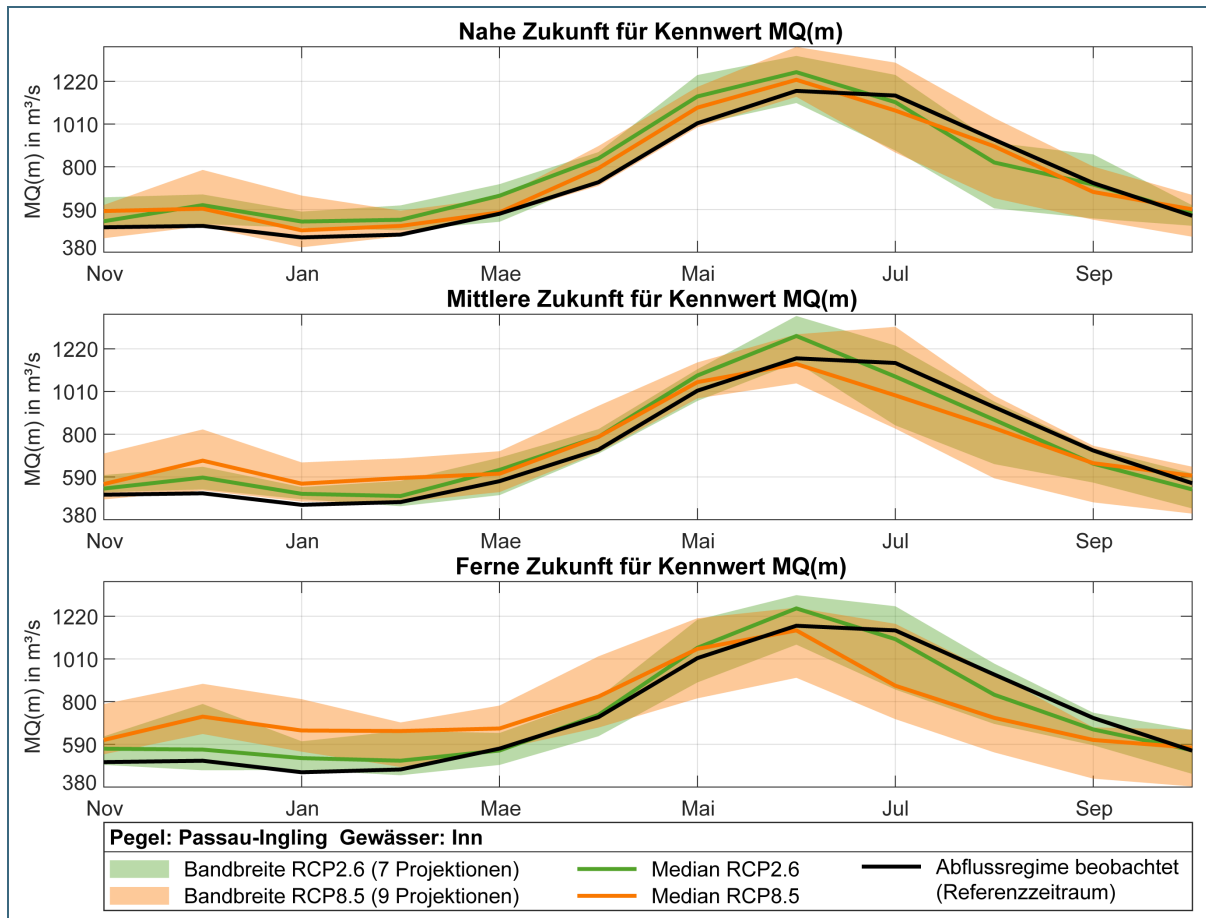 Nahe Zukunft für Kennwert MQ(m)
MQ(m) in m³/s
1220
1010
800
590
380
Nov Jan Mae Mai Jul Sep
Mittlere Zukunft für Kennwert MQ(m)
MQ(m) in m³/s
1220
1010
800
590
380
Nov Jan Mae Mai Jul Sep
Ferne Zukunft für Kennwert MQ(m)
MQ(m) in m³/s
1220
1010
800
590
380
Nov Jan Mae Mai Jul Sep
Pegel: Passau-Ingling Gewässer: Inn
Bandbreite RCP2.6 (7 Projektionen)
Bandbreite RCP8.5 (9 Projektionen)
Median RCP2.6
Median RCP8.5
Abflussregime beobachtet
(Referenzzeitraum)